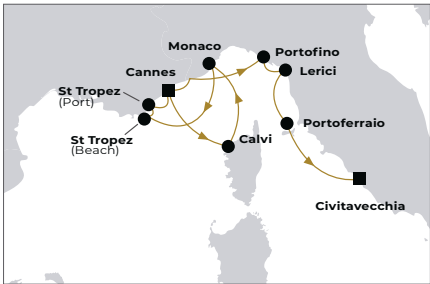 Monaco
Portofino
Cannes
Lerici
St Tropez
(Port)
Portoferraio
St Tropez
(Beach)
Calvi
Civitavecchia